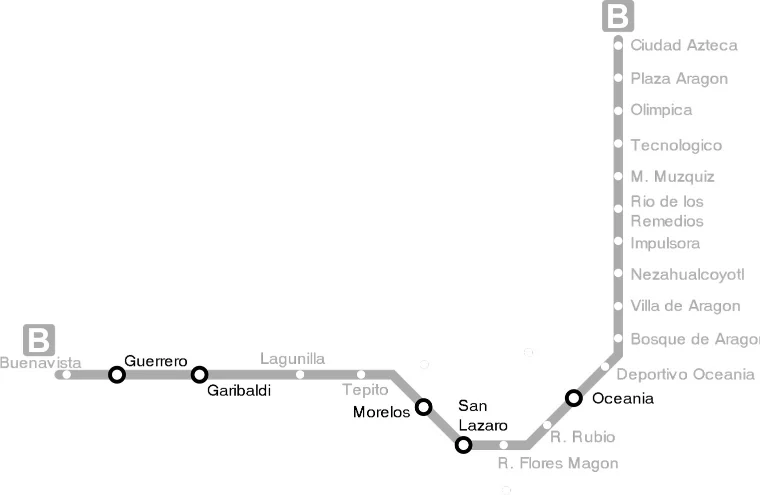 B
Ciudad Azteca
Plaza Aragon
Olimpica
Tecnologico
M. Muzquiz
Rio de los
Remedios
Impulsora
Nezahualcoyotl
Villa de Aragon
Bosque de Aragon
Deportivo Oceania
Oceania
R. Rubio
R. Flores Magon
San
Lazaro
Morelos
Tepito
Lagunilla
Garibaldi
Guerrero
Buenavista
B